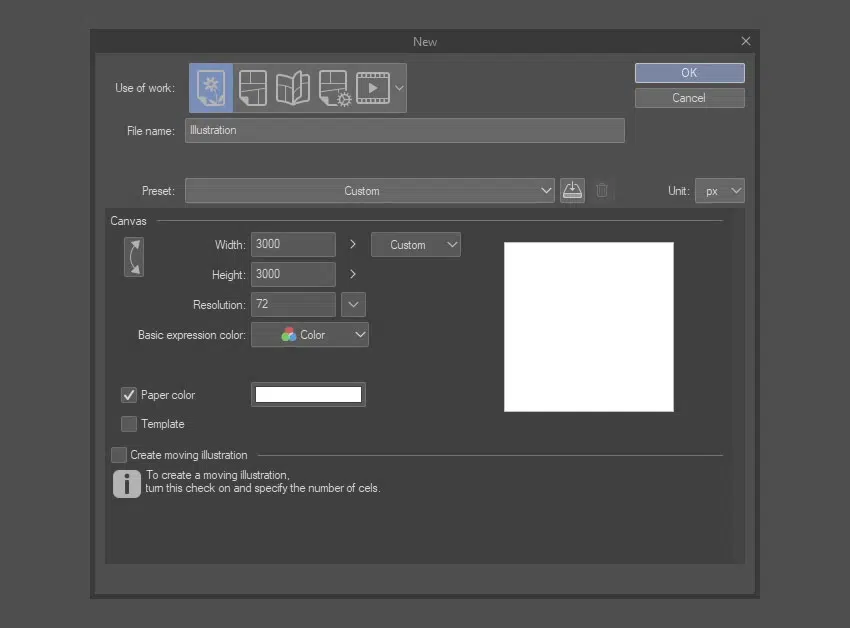 New
Use of work:
OK
Cancel
File name: Illustration
Preset: Custom Unit: px
Canvas
Width: 3000 Custom
Height: 3000
Resolution: 72
Basic expression color: Color
Paper color
Template
Create moving illustration
To create a moving illustration,
turn this check on and specify the number of cels.